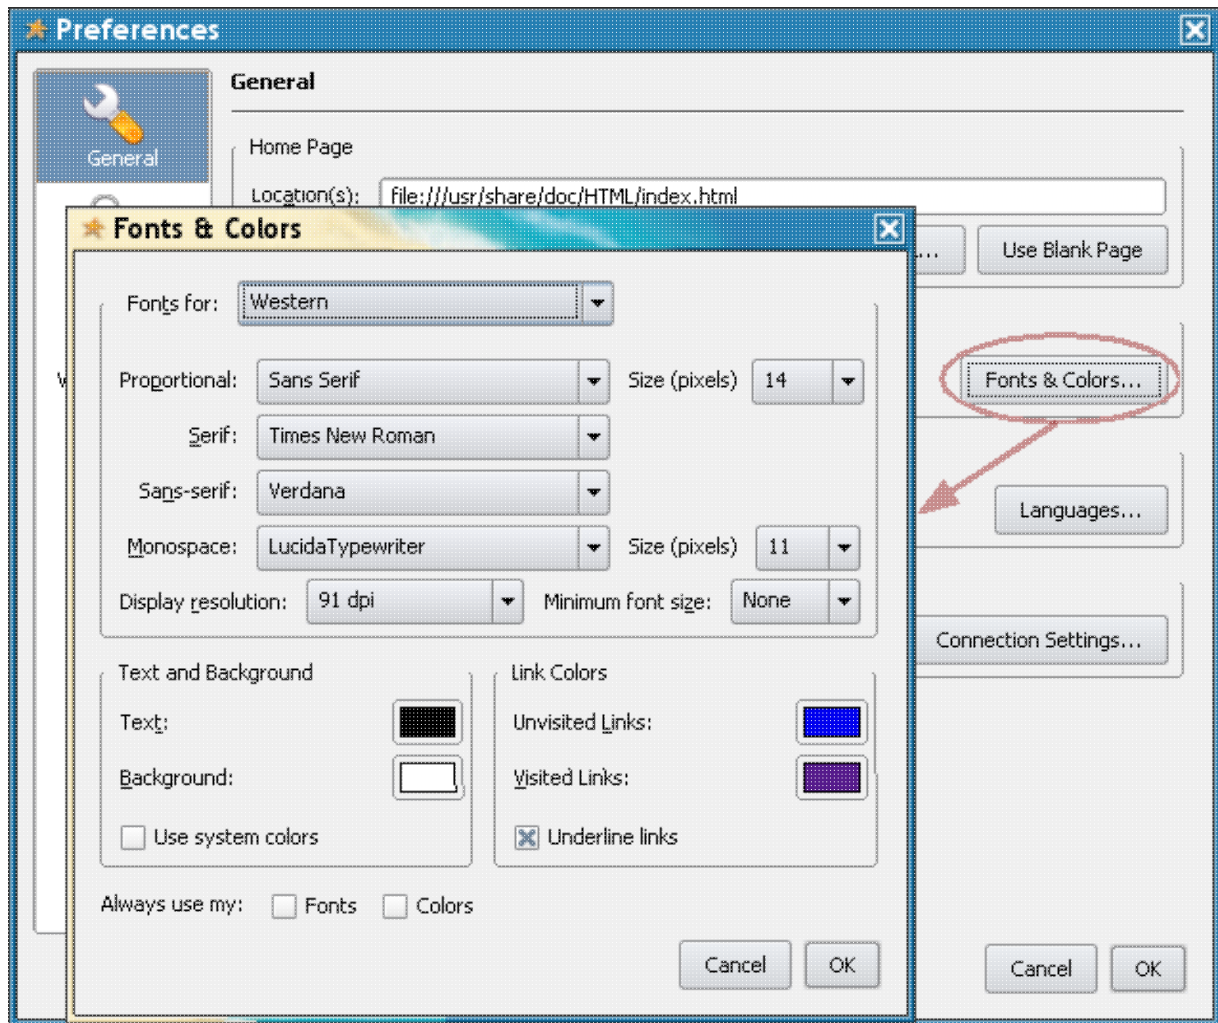 Preferences
General
General
Home Page
Location(s): file:///usr/share/doc/HTML/index.html
... Use Blank Page
Fonts & Colors...
Languages...
Connection Settings...
Cancel OK
Fonts & Colors
Fonts for: Western
Proportional: Sans Serif Size (pixels) 14
Serif: Times New Roman
Sans-serif: Verdana
Monospace: LucidaTypewriter Size (pixels) 11
Display resolution: 91 dpi Minimum font size: None
Text and Background
Text:
Background:
Use system colors
Link Colors
Unvisited Links:
Visited Links:
Underline links
Always use my: Fonts Colors
Cancel OK